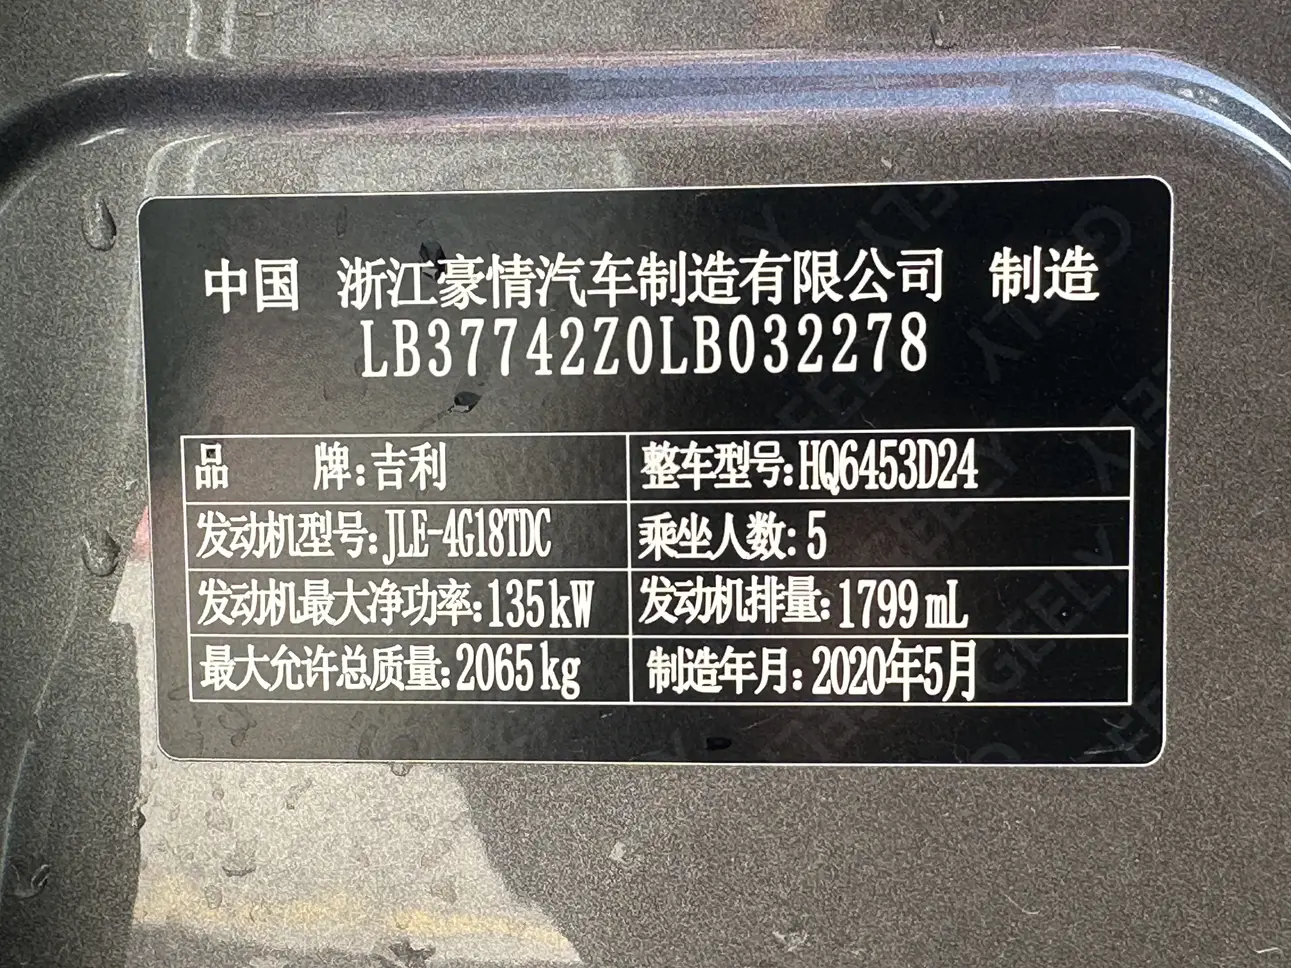 中国 浙江豪情汽车制造有限公司 制造
LB37742Z0LB032278
品 牌:吉利 整车型号:HQ6453D24
发动机型号:JLE-4G18TDC 乘坐人数:5
发动机最大净功率:135kW 发动机排量:1799mL
最大允许总质量:2065kg 制造年月:2020年5月
GEELY